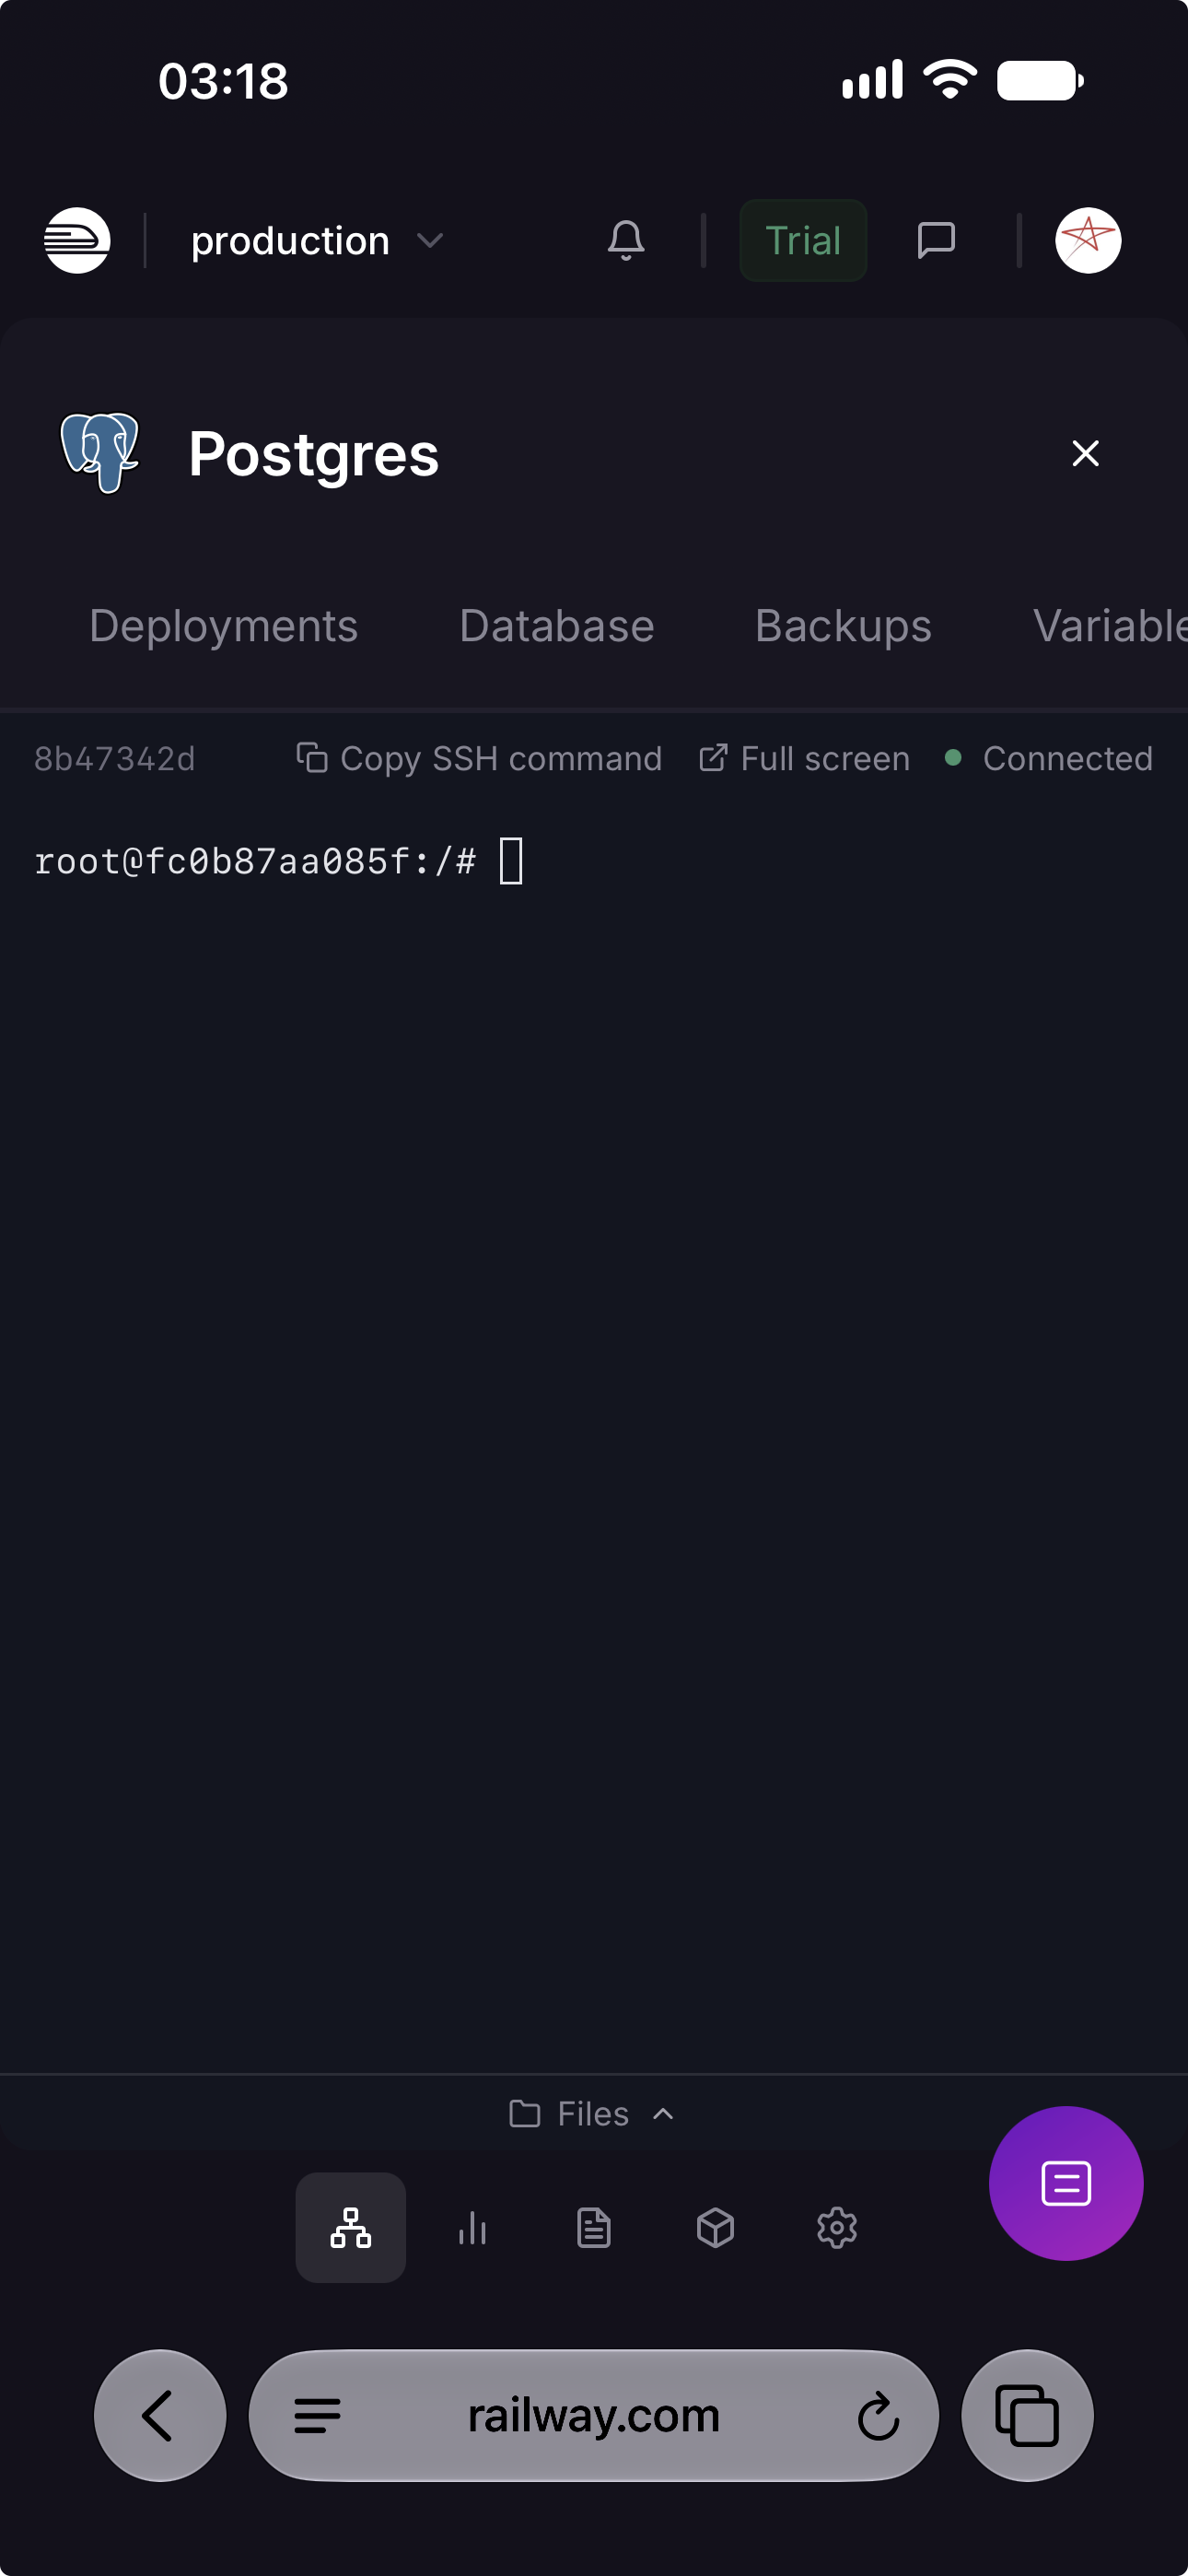 03:18
production
Trial
Postgres
Deployments Database Backups Variable
8b47342d Copy SSH command Full screen Connected
root@fc0b87aa085f:/#
Files
railway.com